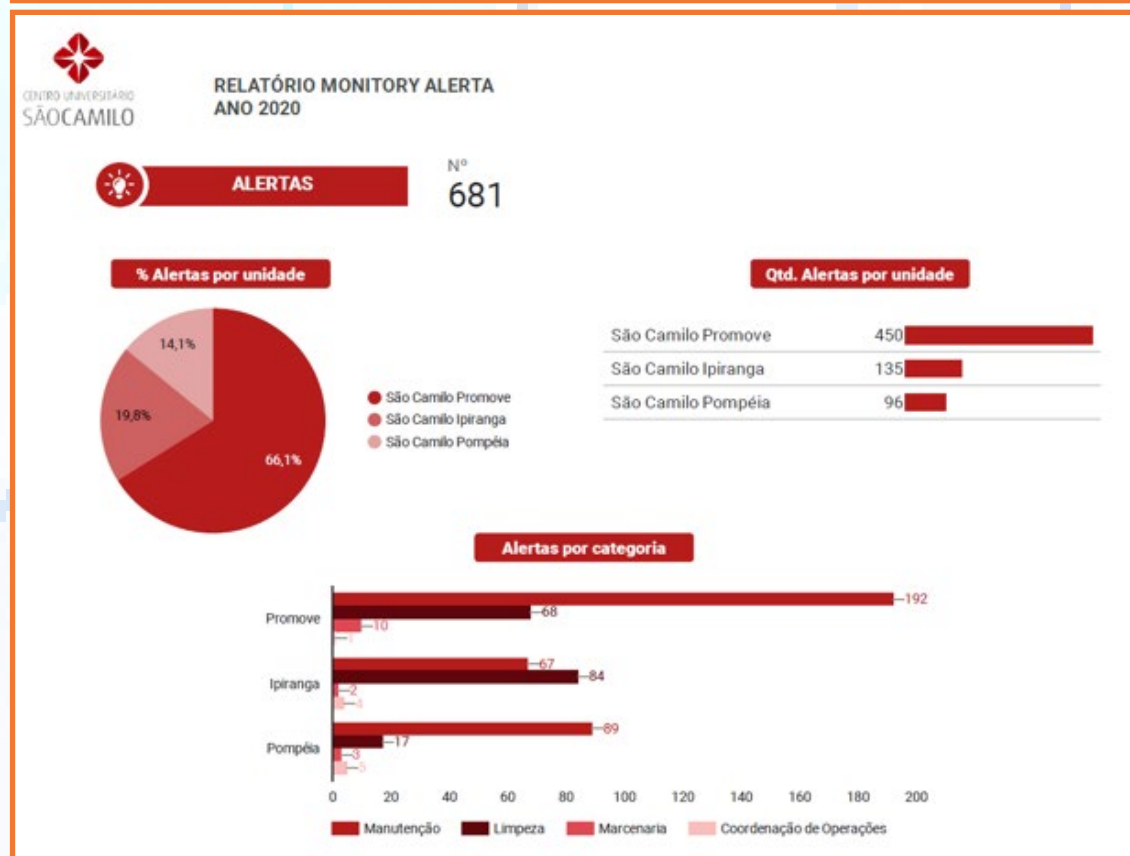 CENTRO UNIVERSITÁRIO
SÃOCAMILO
RELATÓRIO MONITORY ALERTA
ANO 2020
ALERTAS
Nº
681
% Alertas por unidade
14,1%
19,8%
66,1%
São Camilo Promove
São Camilo Ipiranga
São Camilo Pompéia
Qtd. Alertas por unidade
São Camilo Promove 450
São Camilo Ipiranga 135
São Camilo Pompéia 96
Alertas por categoria
Promove
192
68
10
1
Ipiranga
67
84
2
4
Pompéia
89
17
3
5
0 20 40 60 80 100 120 140 160 180 200
Manutenção Limpeza Marcenaria Coordenação de Operações